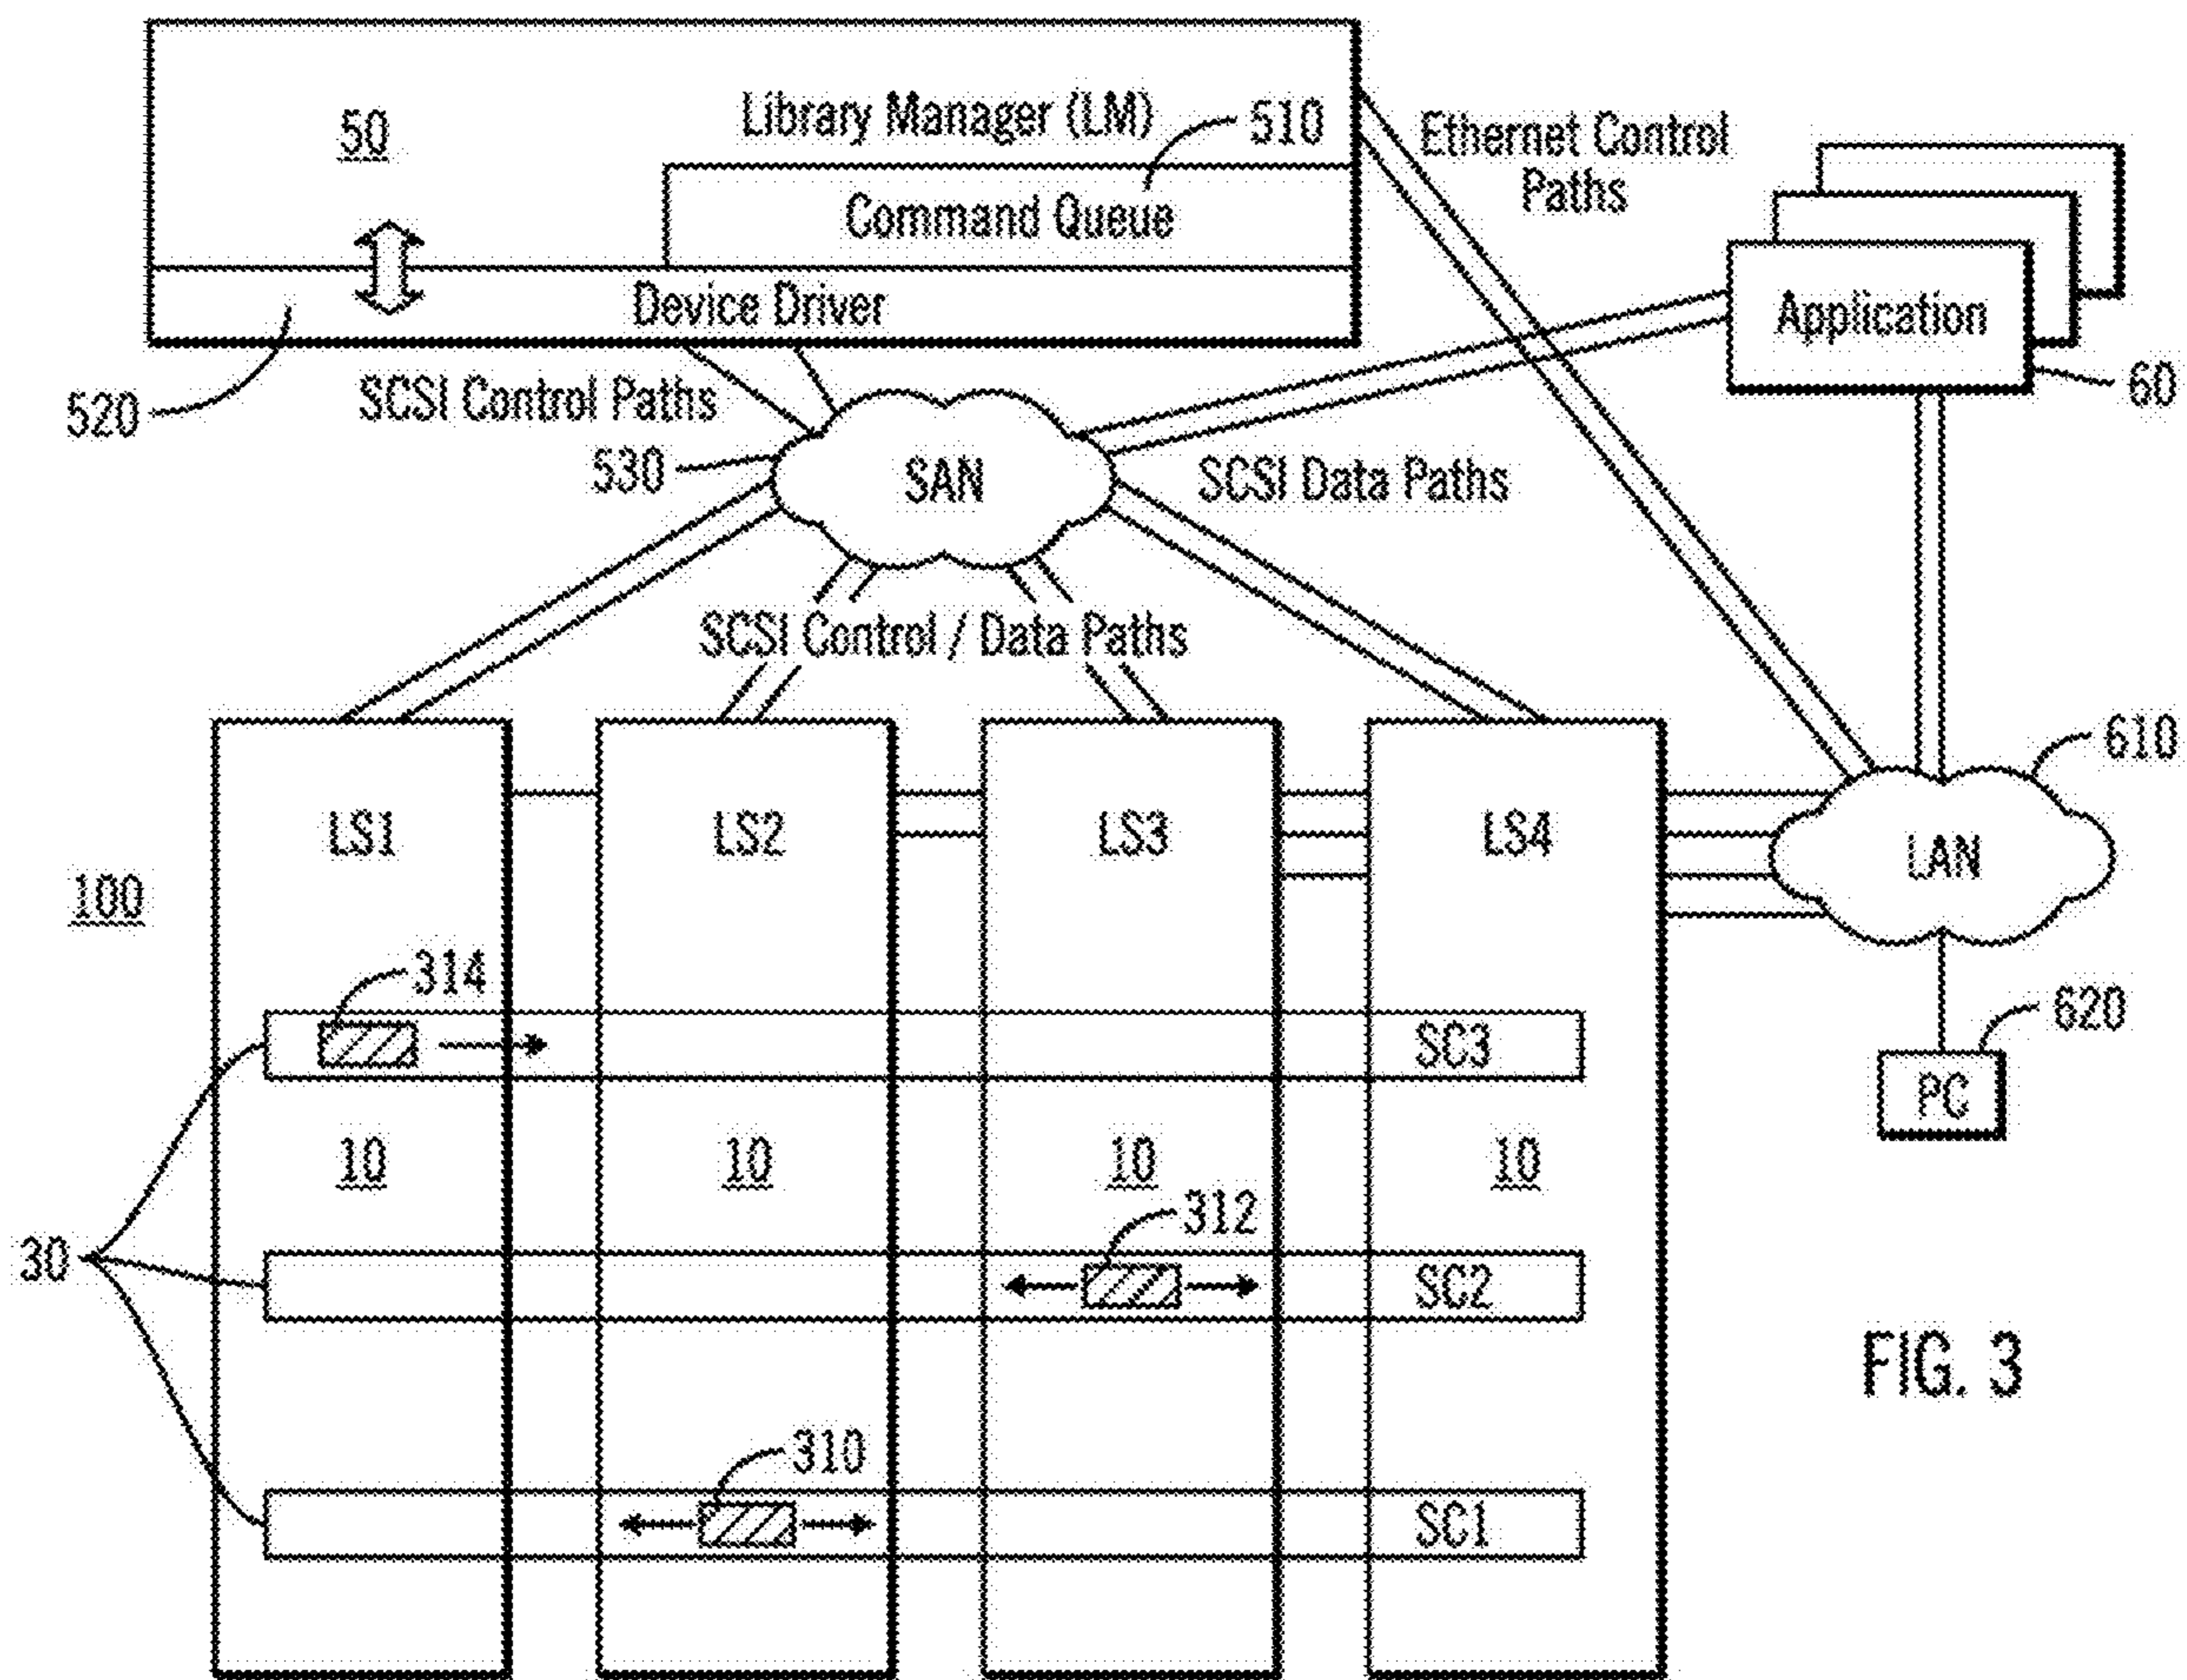 Library Manager (LM)
510
50
Ethernet Control
Paths
Command Queue
Device Driver
Application
520
SCSI Control Paths
60
530
SAN
SCSI Data Paths
SCSI Control / Data Paths
610
LS1
LS2
LS3
LS4
LAN
100
314
620
SC3
PC
10
10
10
10
312
30
SC2
FIG. 3
310
SC1